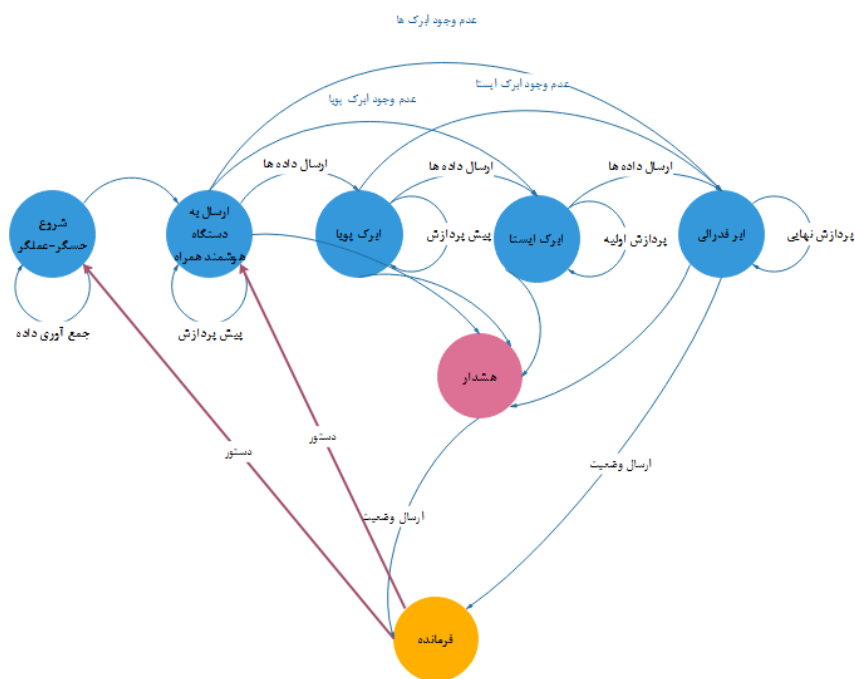 عدم وجود ابرک ها
عدم وجود ابرک ایستا
عدم وجود ابرک پویا
ارسال داده ها
ارسال داده ها
ارسال داده ها
شروع
حسگر-عملگر
ارسال به
دستگاه
هوشمند همراه
ابرک پویا
پیش پردازش
ابرک ایستا
پردازش اولیه
ابر فدرالی
پردازش نهایی
جمع آوری داده
پیش پردازش
هشدار
دستور
دستور
ارسال وضعیت
ارسال وضعیت
فرمانده